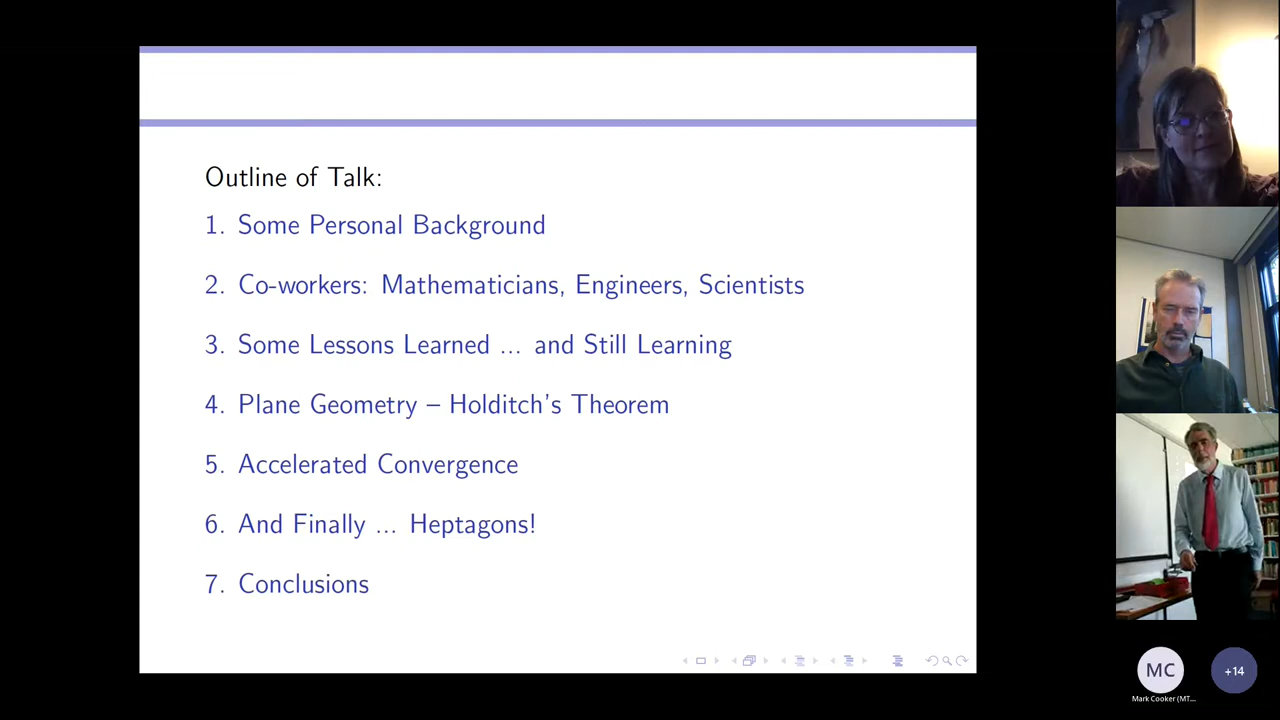 Outline of Talk:
1. Some Personal Background
2. Co-workers: Mathematicians, Engineers, Scientists
3. Some Lessons Learned ... and Still Learning
4. Plane Geometry – Holditch's Theorem
5. Accelerated Convergence
6. And Finally ... Heptagons!
7. Conclusions
MC
+14
Mark Cooker (MT...